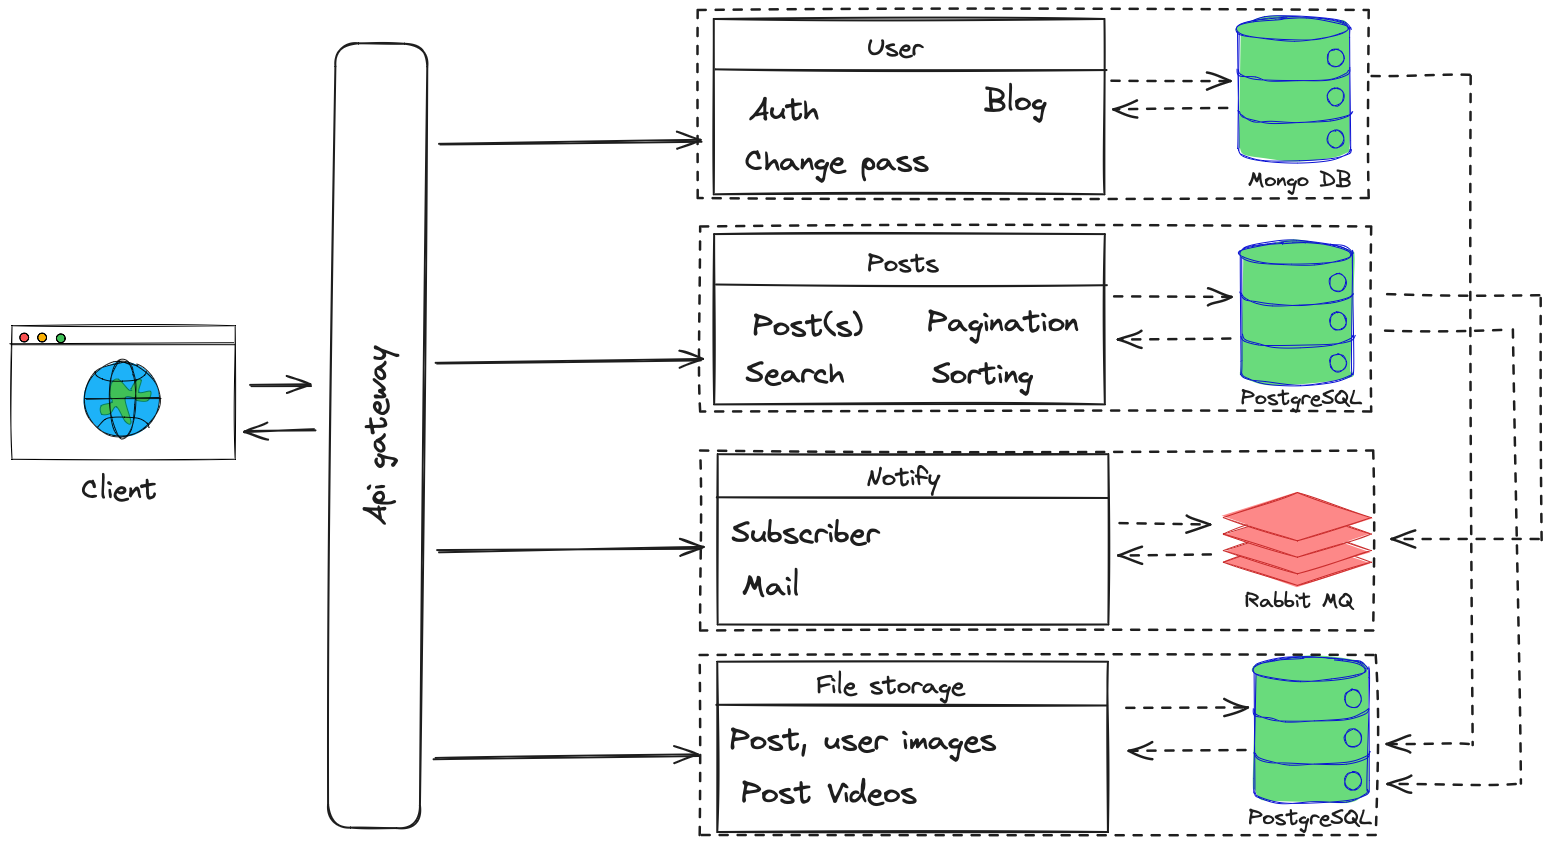 Client
Api gateway
User
Auth
Blog
Change pass
Mongo DB
Posts
Post(s)
Pagination
Search
Sorting
PostgreSQL
Notify
Subscriber
Mail
Rabbit MQ
File storage
Post, user images
Post Videos
PostgreSQL